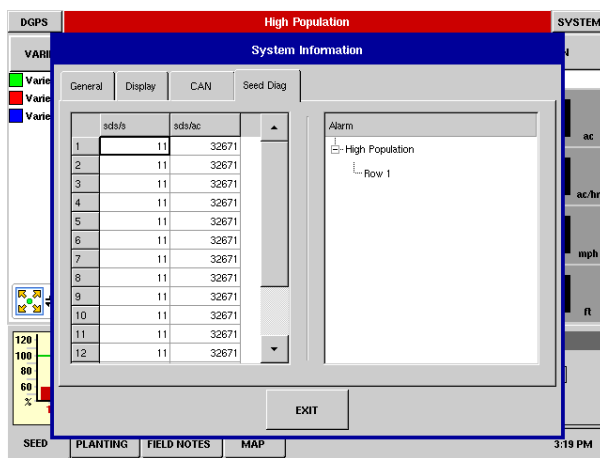 DGPS
High Population
SYSTEM
VARI
System Information
N
Varie
Varie
Varie
General
Display
CAN
Seed Diag
sds/s
sds/ac
1 11 32671
2 11 32671
3 11 32671
4 11 32671
5 11 32671
6 11 32671
7 11 32671
8 11 32671
9 11 32671
10 11 32671
11 11 32671
12 11 32671
Alarm
High Population
Row 1
ac
ac/hr
mph
ft
120
100
80
60
%
1
EXIT
SEED
PLANTING
FIELD NOTES
MAP
3:19 PM